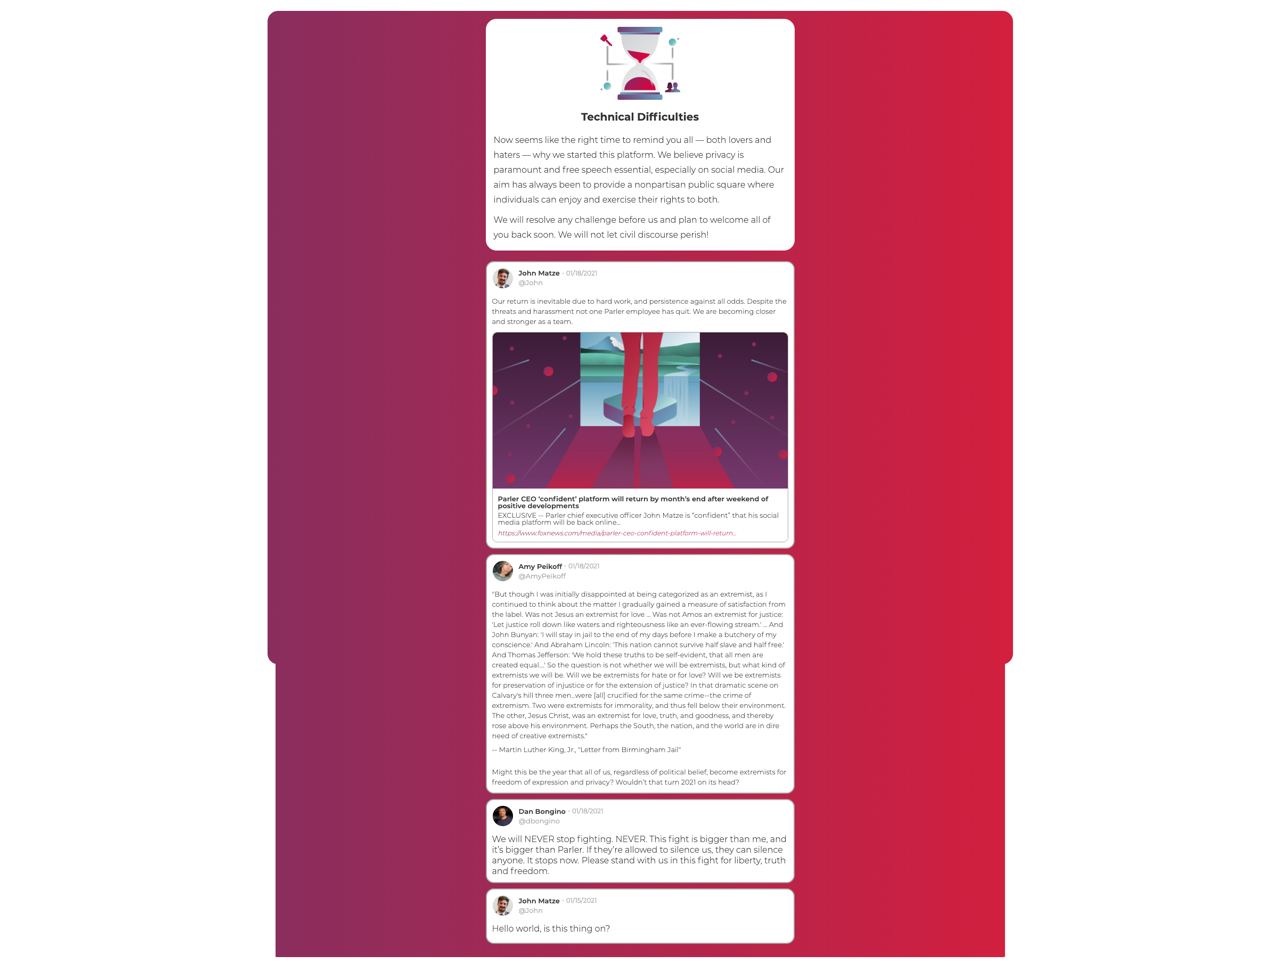 Technical Difficulties
Now seems like the right time to remind you all — both lovers and
haters — why we started this platform. We believe privacy is
paramount and free speech essential, especially on social media. Our
aim has always been to provide a nonpartisan public square where
individuals can enjoy and exercise their rights to both.
We will resolve any challenge before us and plan to welcome all of
you back soon. We will not let civil discourse perish!
John Matze · 01/18/2021
@John
Our return is inevitable due to hard work, and persistence against all odds. Despite the
threats and harassment not one Parler employee has quit. We are becoming closer
and stronger as a team.
Parler CEO 'confident' platform will return by month's end after weekend of
positive developments
EXCLUSIVE -- Parler chief executive officer John Matze is "confident" that his social
media platform will be back online...
https://www.foxnews.com/media/parler-ceo-confident-platform-will-return...
Amy Peikoff · 01/18/2021
@AmyPeikoff
"But though I was initially disappointed at being categorized as an extremist, as I
continued to think about the matter I gradually gained a measure of satisfaction from
the label. Was not Jesus an extremist for love ... Was not Amos an extremist for justice:
'Let justice roll down like waters and righteousness like an ever-flowing stream.' ... And
John Bunyan: 'I will stay in jail to the end of my days before I make a butchery of my
conscience.' And Abraham Lincoln: 'This nation cannot survive half slave and half free.'
And Thomas Jefferson: 'We hold these truths to be self-evident, that all men are
created equal...' So the question is not whether we will be extremists, but what kind of
extremists we will be. Will we be extremists for hate or for love? Will we be extremists
for preservation of injustice or for the extension of justice? In that dramatic scene on
Calvary's hill three men...were [all] crucified for the same crime--the crime of
extremism. Two were extremists for immorality, and thus fell below their environment.
The other, Jesus Christ, was an extremist for love, truth, and goodness, and thereby
rose above his environment. Perhaps the South, the nation, and the world are in dire
need of creative extremists."
-- Martin Luther King, Jr., "Letter from Birmingham Jail"
Might this be the year that all of us, regardless of political belief, become extremists for
freedom of expression and privacy? Wouldn't that turn 2021 on its head?
Dan Bongino · 01/18/2021
@dbongino
We will NEVER stop fighting. NEVER. This fight is bigger than me, and
it's bigger than Parler. If they're allowed to silence us, they can silence
anyone. It stops now. Please stand with us in this fight for liberty, truth
and freedom.
John Matze · 01/15/2021
@John
Hello world, is this thing on?